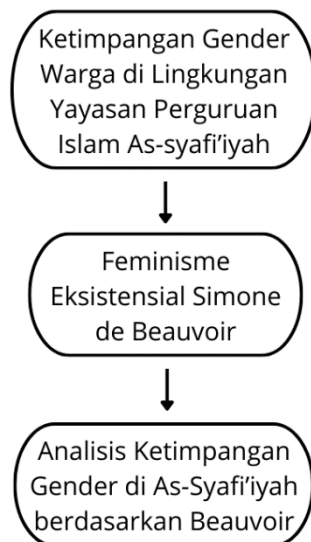 Ketimpangan Gender
Warga di Lingkungan
Yayasan Perguruan
Islam As-syafi’iyah
Feminisme
Eksistensial Simone
de Beauvoir
Analisis Ketimpangan
Gender di As-Syafi’iyah
berdasarkan Beauvoir